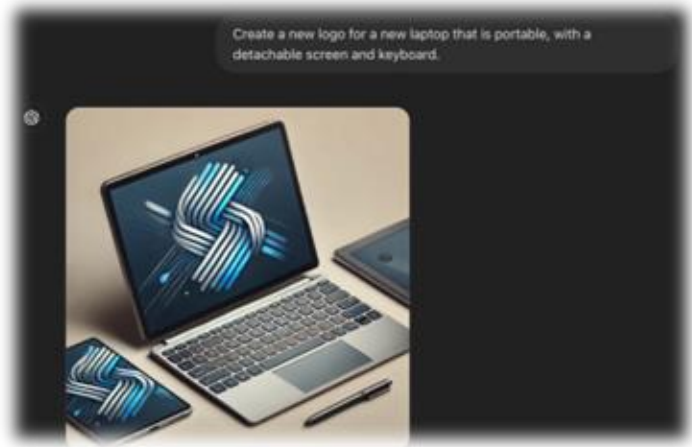 Create a new logo for a new laptop that is portable, with a
detachable screen and keyboard.